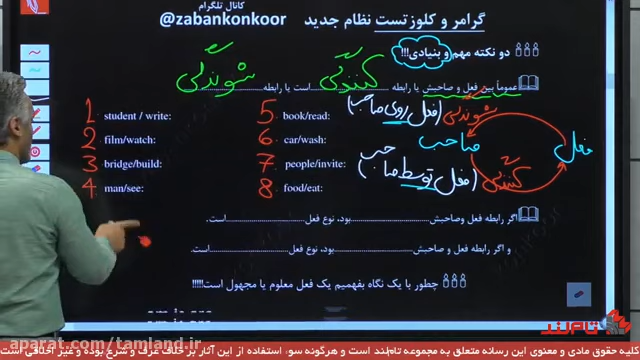 کانال تلگرام
گرامر و کلوزتست نظام جدید @zabankonkoor
دو نکته مهم و بنیادی!!!
عموماً بین فعل و صاحبش یا رابطه کنندگی است یا رابطه شوندگی
1 student / write:
2 film/watch:
3 bridge/build:
4. man/see:
5. book/read:
6. car/wash:
7. people/invite:
8. food/eat:
شوندگی (فعل روی صاحب)
صاحب
فعل
کنندگی (فعل توسط صاحب)
اگر رابطه فعل وصاحبش ........ بود، نوع فعل ........ است.
و اگر رابطه فعل و صاحبش ........ بود، نوع فعل ........ است.
چطور با یک نگاه بفهمیم یک فعل معلوم یا مجهول است!!!!!
تاملند
aparat.com/tamland.ir
کلیه حقوق مادی و معنوی این رسانه متعلق به مجموعه تاملند است و هرگونه سوء استفاده از این آثار بر خلاف عرف و شرع بوده و غیر اخلاقی است